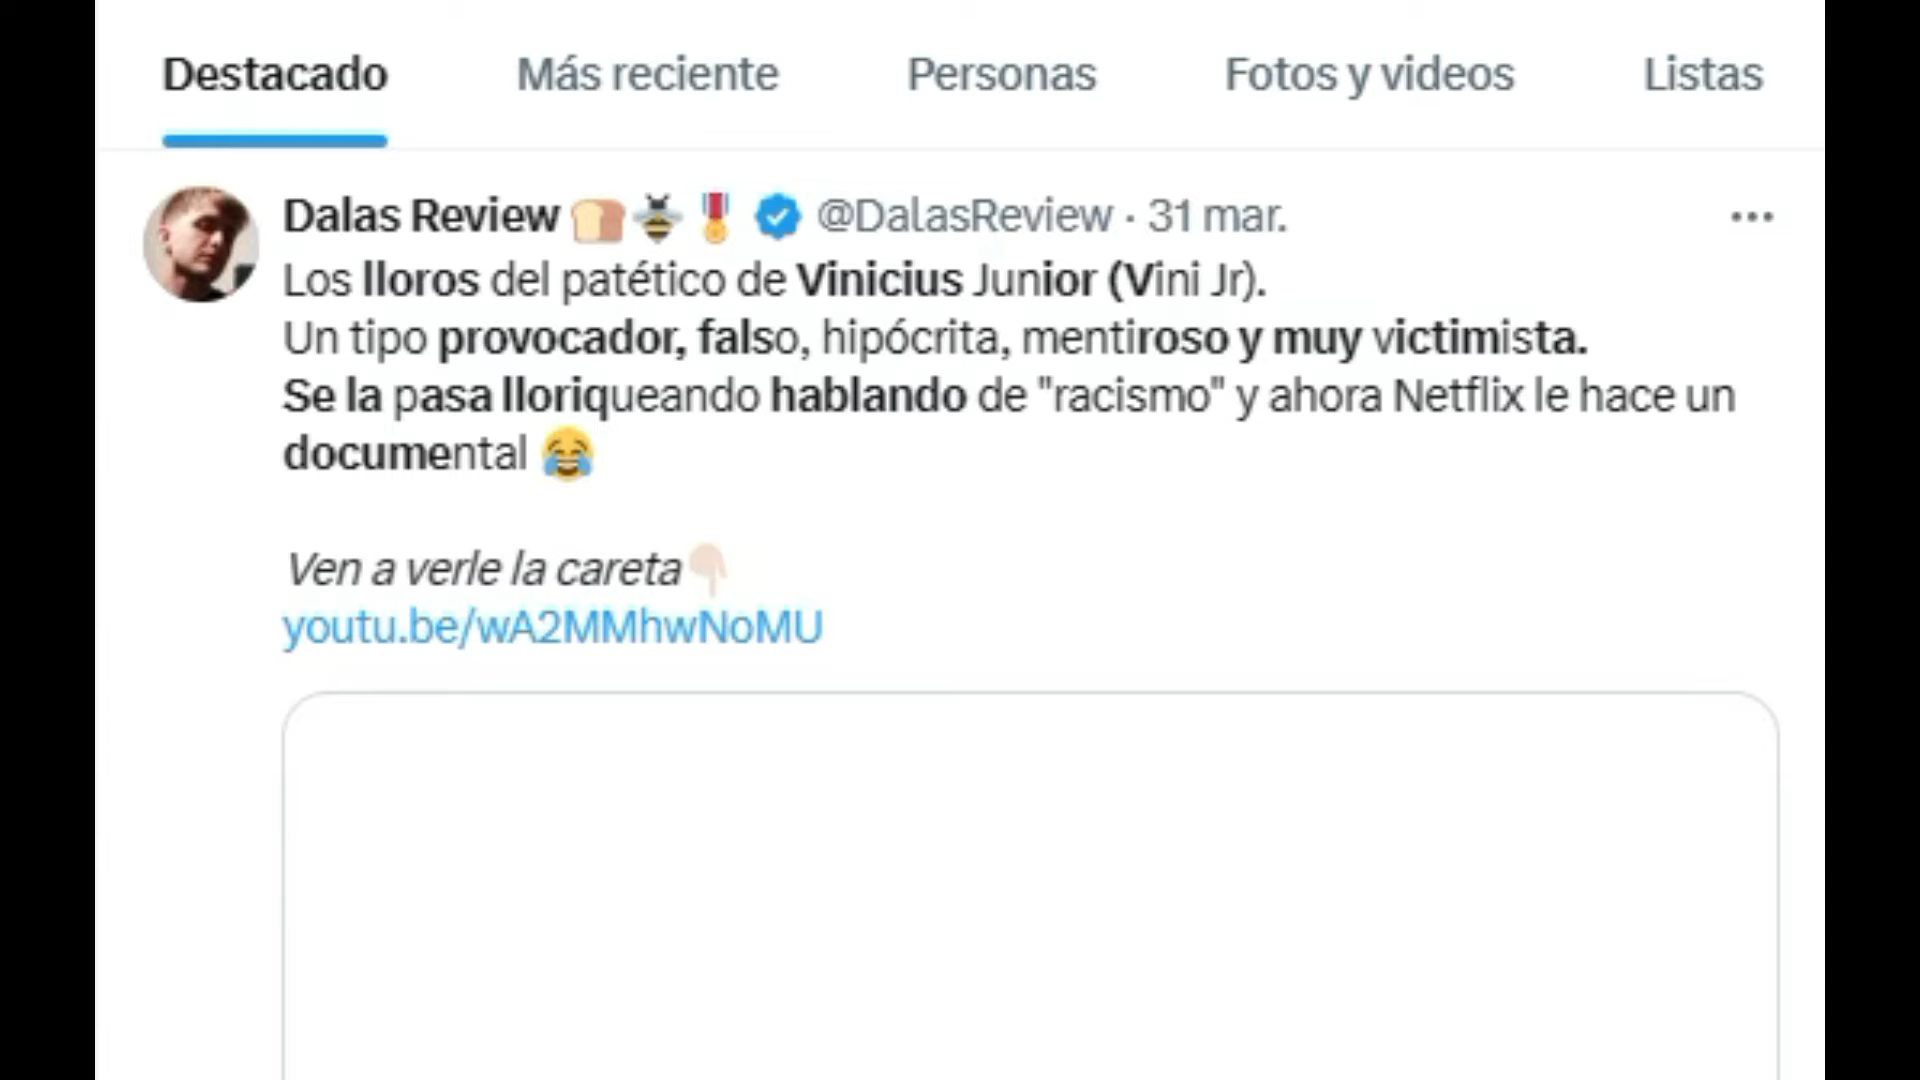 Destacado Más reciente Personas Fotos y videos Listas
Dalas Review 🍞🐝🎖️ @DalasReview · 31 mar.
Los lloros del patético de Vinicius Junior (Vini Jr).
Un tipo provocador, falso, hipócrita, mentiroso y muy victimista.
Se la pasa lloriqueando hablando de "racismo" y ahora Netflix le hace un
documental 😂
Ven a verle la careta👇🏻
youtu.be/wA2MMhwNoMU